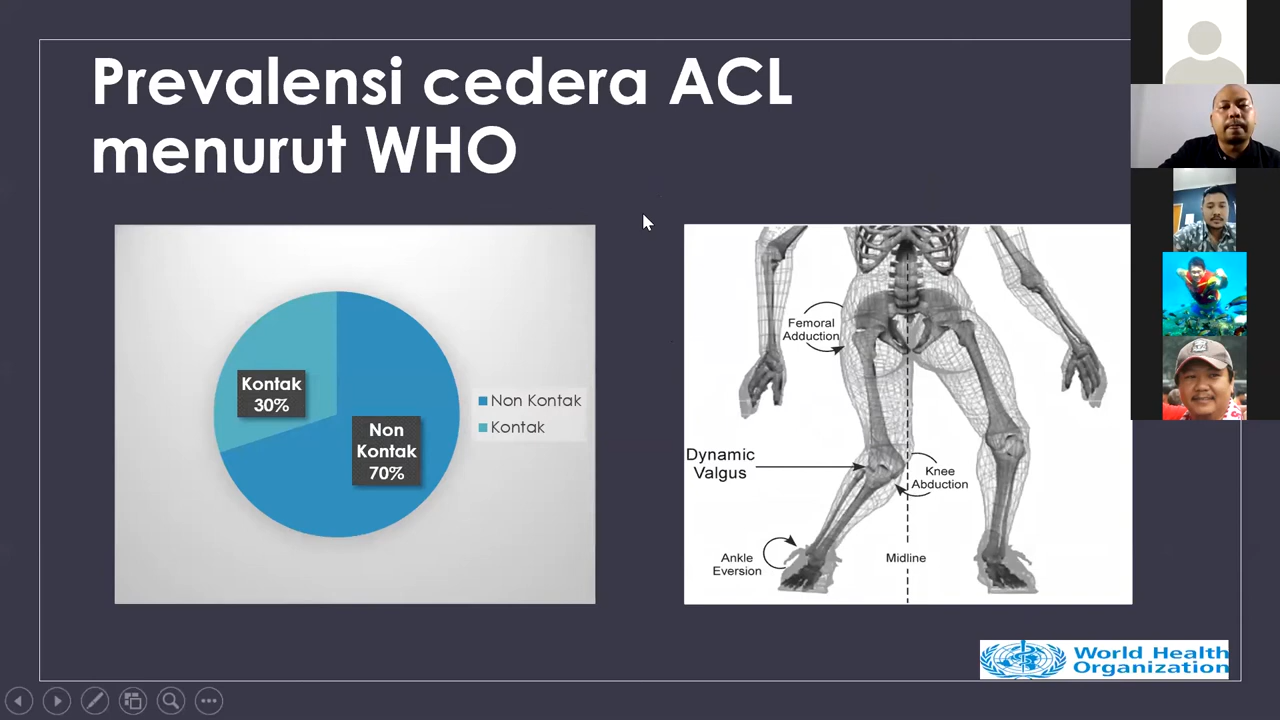 Prevalensi cedera ACL
menurut WHO
Kontak
30%
Non
Kontak
70%
Non Kontak
Kontak
Femoral
Adduction
Dynamic
Valgus
Knee
Abduction
Ankle
Eversion
Midline
World Health
Organization